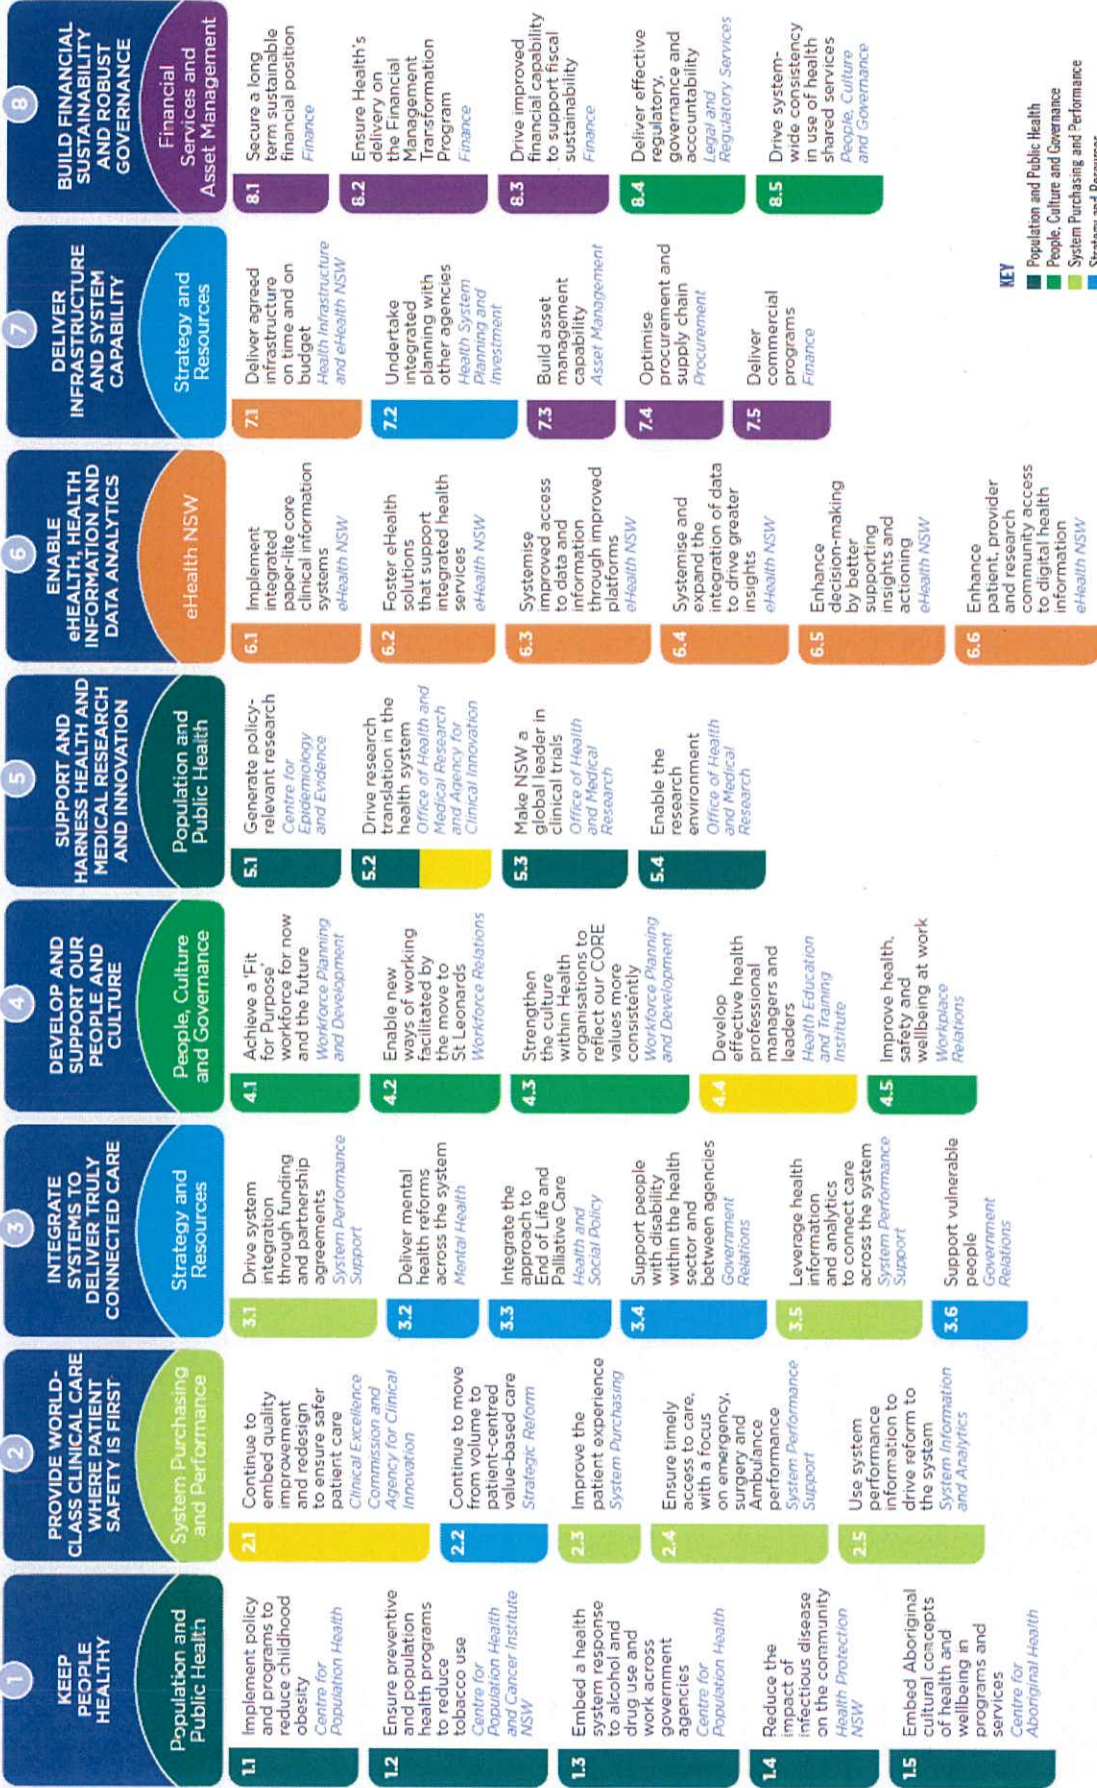 1
KEEP
PEOPLE
HEALTHY
Population and
Public Health
1.1
Implement policy
and programs to
reduce childhood
obesity
Centre for
Population Health
1.2
Ensure preventive
and population
health programs
to reduce
tobacco use
Centre for
Population Health
and Cancer Institute
NSW
1.3
Embed a health
system response
to alcohol and
drug use and
work across
government
agencies
Centre for
Population Health
1.4
Reduce the
impact of
infectious disease
on the community
Health Protection
NSW
1.5
Embed Aboriginal
cultural concepts
of health and
wellbeing in
programs and
services
Centre for
Aboriginal Health
2
PROVIDE WORLD-
CLASS CLINICAL CARE
WHERE PATIENT
SAFETY IS FIRST
System Purchasing
and Performance
2.1
Continue to
embed quality
improvement
and redesign
to ensure safer
patient care
Clinical Excellence
Commission and
Agency for Clinical
Innovation
2.2
Continue to move
from volume to
patient-centred
value-based care
Strategic Reform
2.3
Improve the
patient experience
System Purchasing
2.4
Ensure timely
access to care,
with a focus
on emergency,
surgery and
Ambulance
performance
System Performance
Support
2.5
Use system
performance
information to
drive reform to
the system
System Information
and Analytics
3
INTEGRATE
SYSTEMS TO
DELIVER TRULY
CONNECTED CARE
Strategy and
Resources
3.1
Drive system
integration
through funding
and partnership
agreements
System Performance
Support
3.2
Deliver mental
health reforms
across the system
Mental Health
3.3
Integrate the
approach to
End of Life and
Palliative Care
Health and
Social Policy
3.4
Support people
with disability
within the health
sector and
between agencies
Government
Relations
3.5
Leverage health
information
and analytics
to connect care
across the system
System Performance
Support
3.6
Support vulnerable
people
Government
Relations
4
DEVELOP AND
SUPPORT OUR
PEOPLE AND
CULTURE
People, Culture
and Governance
4.1
Achieve a 'Fit
for Purpose'
workforce for now
and the future
Workforce Planning
and Development
4.2
Enable new
ways of working
facilitated by
the move to
St Leonards
Workforce Relations
4.3
Strengthen
the culture
within Health
organisations to
reflect our CORE
values more
consistently
Workforce Planning
and Development
4.4
Develop
effective health
professional
managers and
leaders
Health Education
and Training
Institute
4.5
Improve health,
safety and
wellbeing at work
Workplace
Relations
5
SUPPORT AND
HARNESS HEALTH AND
MEDICAL RESEARCH
AND INNOVATION
Population and
Public Health
5.1
Generate policy-
relevant research
Centre for
Epidemiology
and Evidence
5.2
Drive research
translation in the
health system
Office of Health and
Medical Research
and Agency for
Clinical Innovation
5.3
Make NSW a
global leader in
clinical trials
Office of Health
and Medical
Research
5.4
Enable the
research
environment
Office of Health
and Medical
Research
6
ENABLE
eHEALTH, HEALTH
INFORMATION AND
DATA ANALYTICS
eHealth NSW
6.1
Implement
integrated
paper-lite core
clinical information
systems
eHealth NSW
6.2
Foster eHealth
solutions
that support
integrated health
services
eHealth NSW
6.3
Systemise
improved access
to data and
information
through improved
platforms
eHealth NSW
6.4
Systemise and
expand the
integration of data
to drive greater
insights
eHealth NSW
6.5
Enhance
decision-making
by better
supporting
insights and
actioning
eHealth NSW
6.6
Enhance
patient, provider
and research
community access
to digital health
information
eHealth NSW
7
DELIVER
INFRASTRUCTURE
AND SYSTEM
CAPABILITY
Strategy and
Resources
7.1
Deliver agreed
infrastructure
on time and on
budget
Health Infrastructure
and eHealth NSW
7.2
Undertake
integrated
planning with
other agencies
Health System
Planning and
Investment
7.3
Build asset
management
capability
Asset Management
7.4
Optimise
procurement and
supply chain
Procurement
7.5
Deliver
commercial
programs
Finance
8
BUILD FINANCIAL
SUSTAINABILITY
AND ROBUST
GOVERNANCE
Financial
Services and
Asset Management
8.1
Secure a long
term sustainable
financial position
Finance
8.2
Ensure Health's
delivery on
the Financial
Management
Transformation
Program
Finance
8.3
Drive improved
financial capability
to support fiscal
sustainability
Finance
8.4
Deliver effective
regulatory,
governance and
accountability
Legal and
Regulatory Services
8.5
Drive system-
wide consistency
in use of health
shared services
People, Culture
and Governance
KEY
Population and Public Health
People, Culture and Governance
System Purchasing and Performance
Strategy and Resources